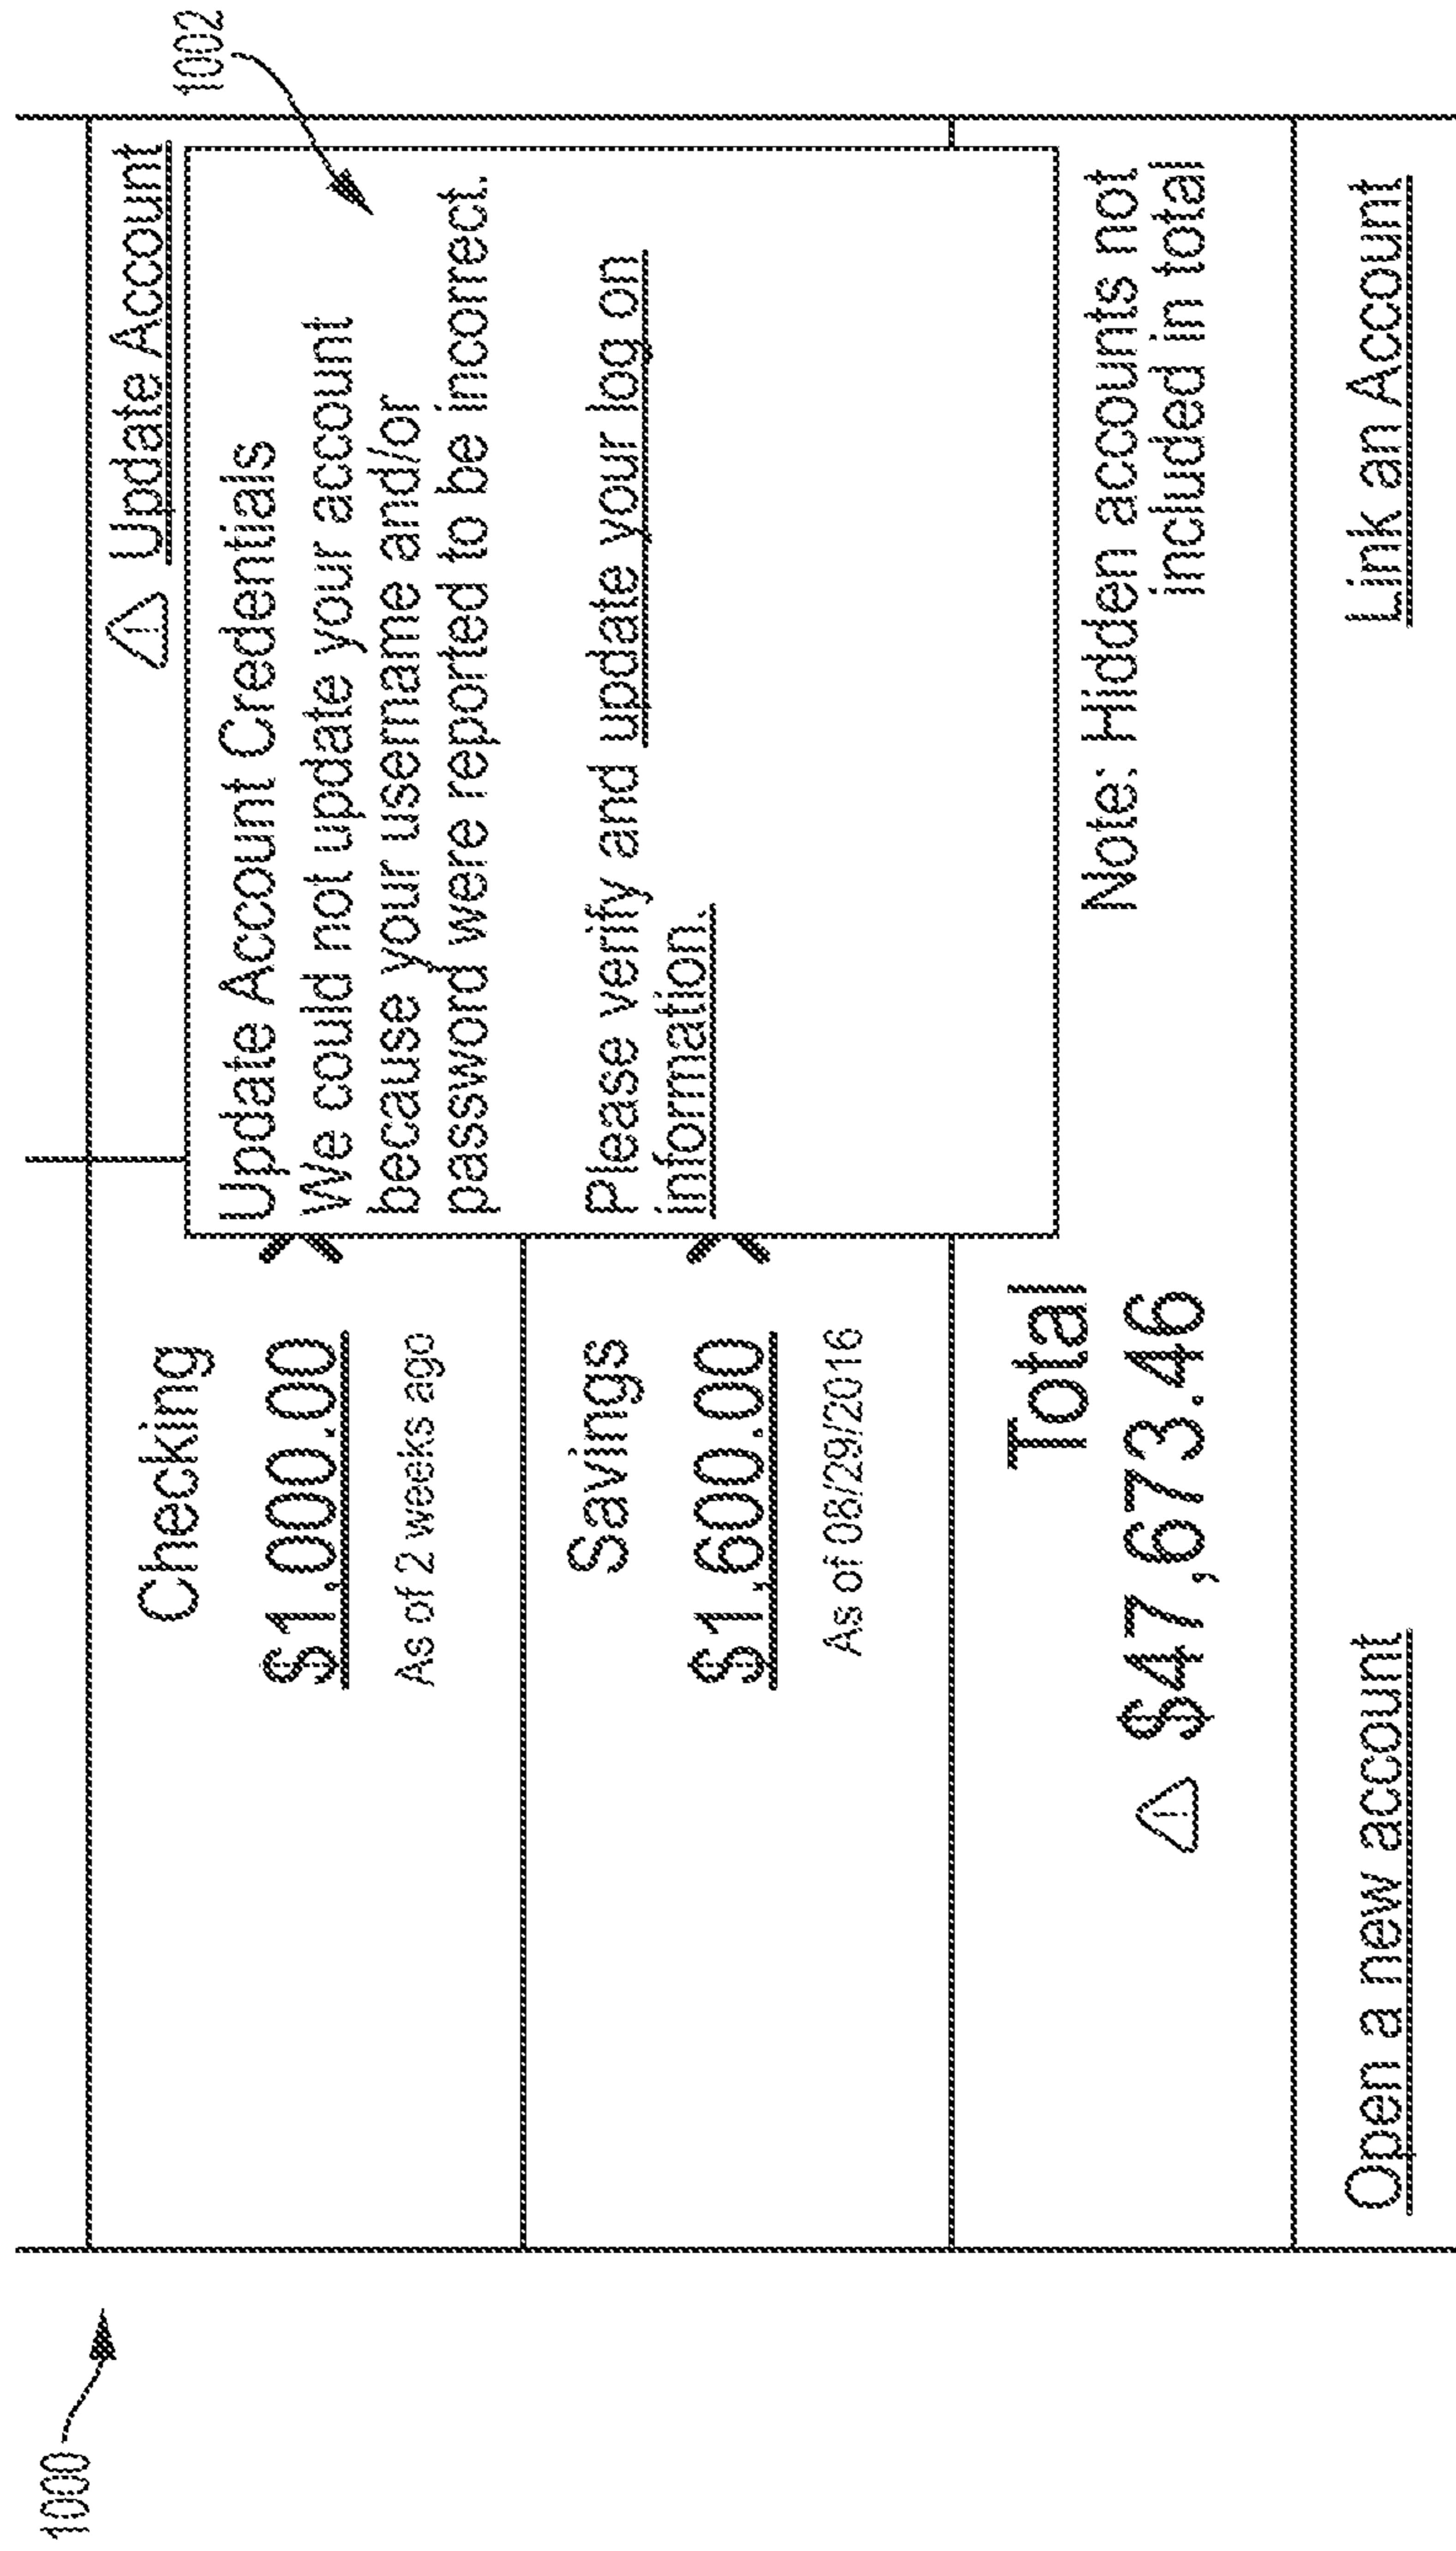 1000
1002
⚠ Update Account
Checking
$1,000.00
As of 2 weeks ago
Update Account Credentials
We could not update your account
because your username and/or
password were reported to be incorrect.
Please verify and update your log on
information.
Savings
$1,600.00
As of 08/29/2016
Total
⚠ $47,673.46
Note: Hidden accounts not
included in total
Open a new account
Link an Account